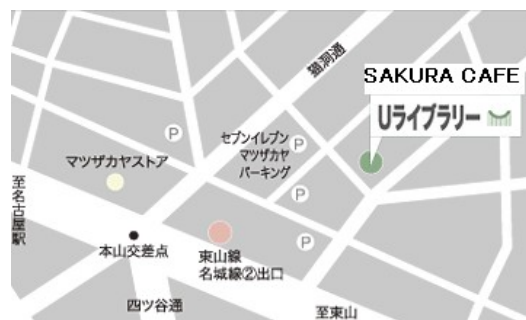 猫洞通
SAKURA CAFE
Uライブラリー
P
セブンイレブン
マツザカヤ
パーキング
P
P
P
マツザカヤストア
至名古屋駅
本山交差点
東山線
名城線②出口
四ツ谷通
至東山